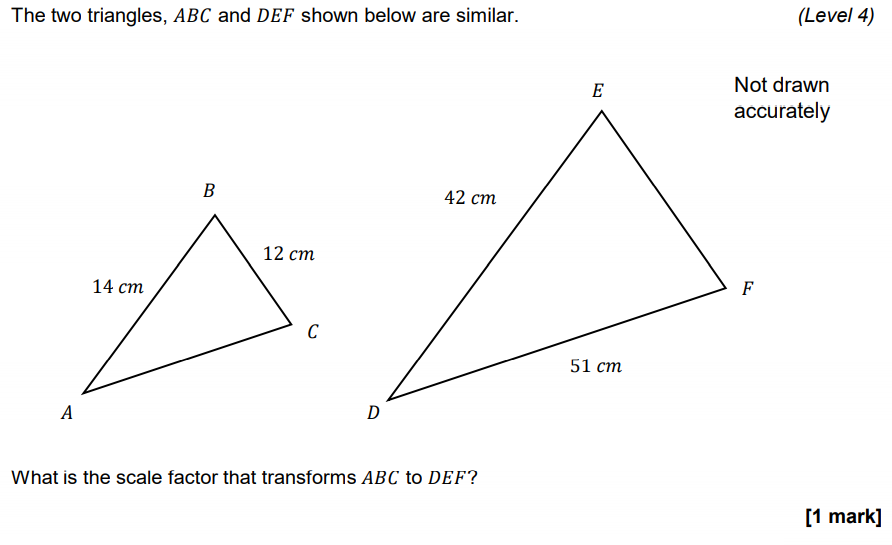 The two triangles, ABC and DEF shown below are similar. (Level 4)
Not drawn
accurately
E
B
42 cm
12 cm
14 cm
F
C
51 cm
A
D
What is the scale factor that transforms ABC to DEF?
[1 mark]